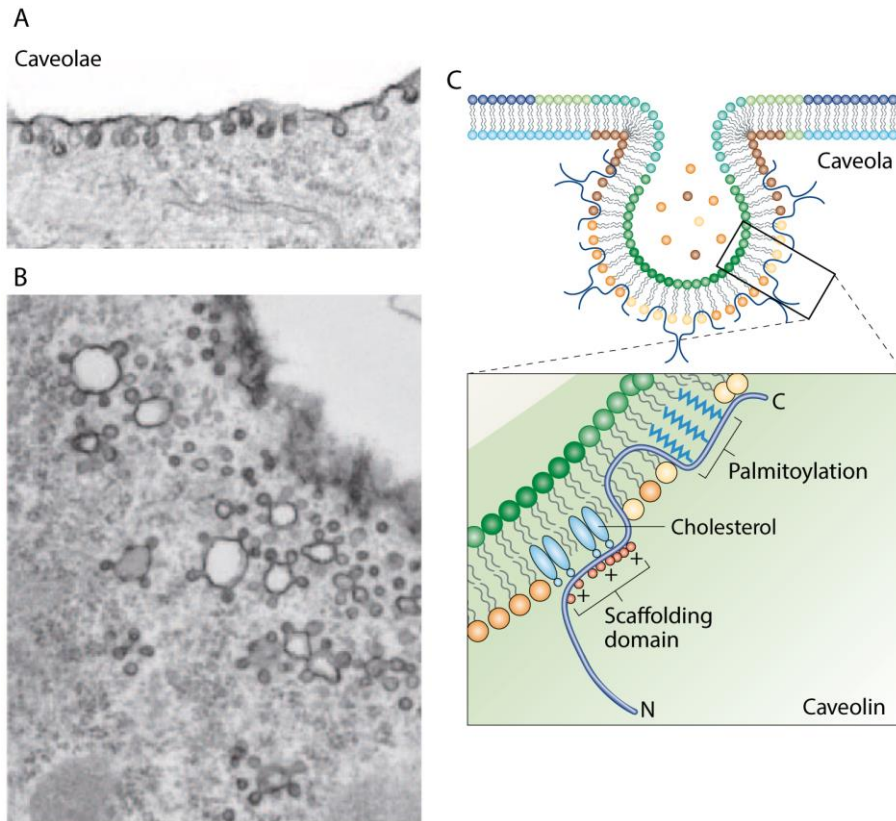 A
Caveolae
B
C
Caveola
C
Palmitoylation
Cholesterol
+
+
+
Scaffolding
domain
N
Caveolin